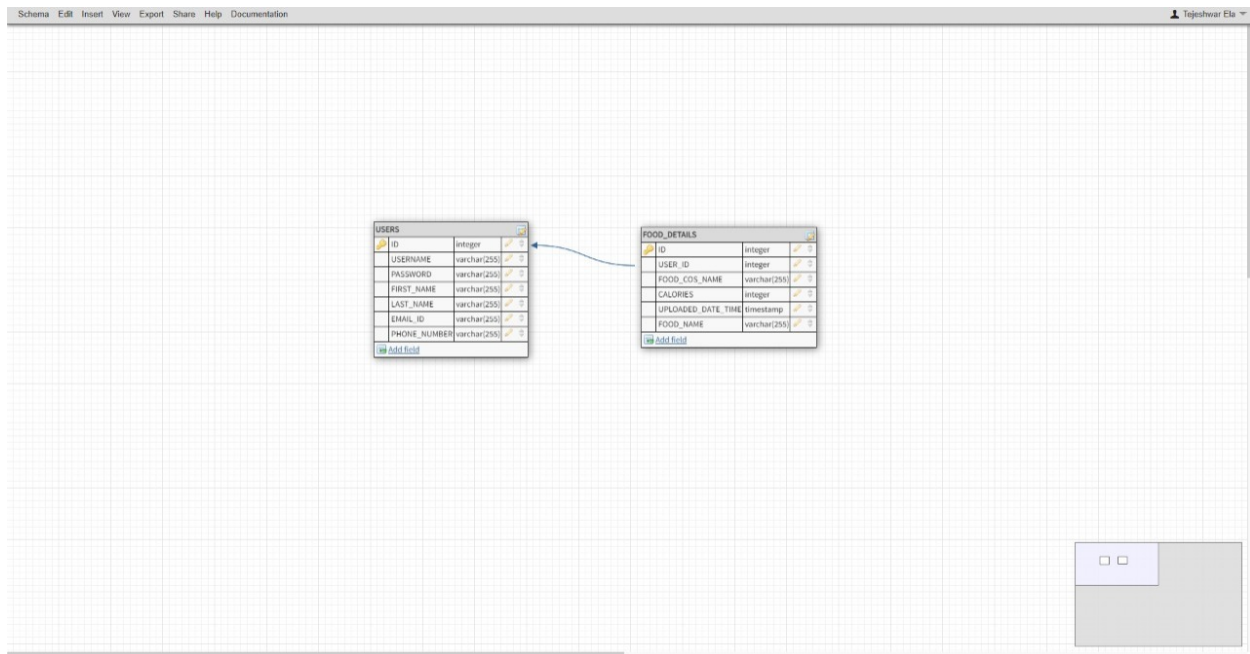 Schema Edit Insert View Export Share Help Documentation Tejeshwar Ela
USERS
ID integer
USERNAME varchar(255)
PASSWORD varchar(255)
FIRST_NAME varchar(255)
LAST_NAME varchar(255)
EMAIL_ID varchar(255)
PHONE_NUMBER varchar(255)
Add field
FOOD_DETAILS
ID integer
USER_ID integer
FOOD_COS_NAME varchar(255)
CALORIES integer
UPLOADED_DATE_TIME timestamp
FOOD_NAME varchar(255)
Add field